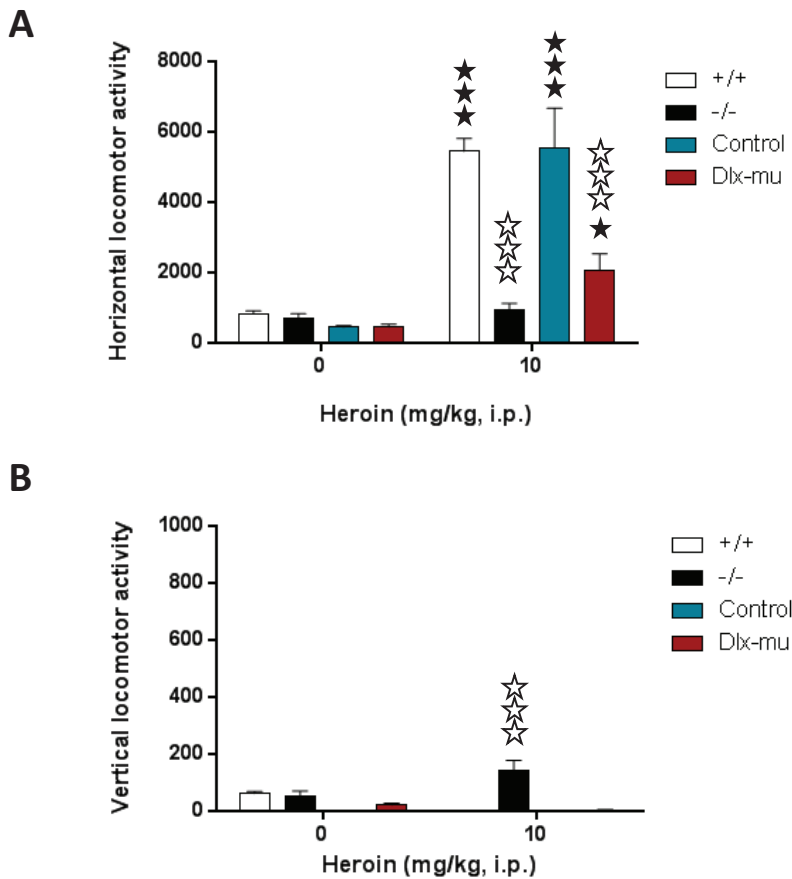 A
Horizontal locomotor activity
8000
6000
4000
2000
0
0
10
Heroin (mg/kg, i.p.)
+/+
-/-
Control
Dlx-mu
B
Vertical locomotor activity
1000
800
600
400
200
0
0
10
Heroin (mg/kg, i.p.)
+/+
-/-
Control
Dlx-mu